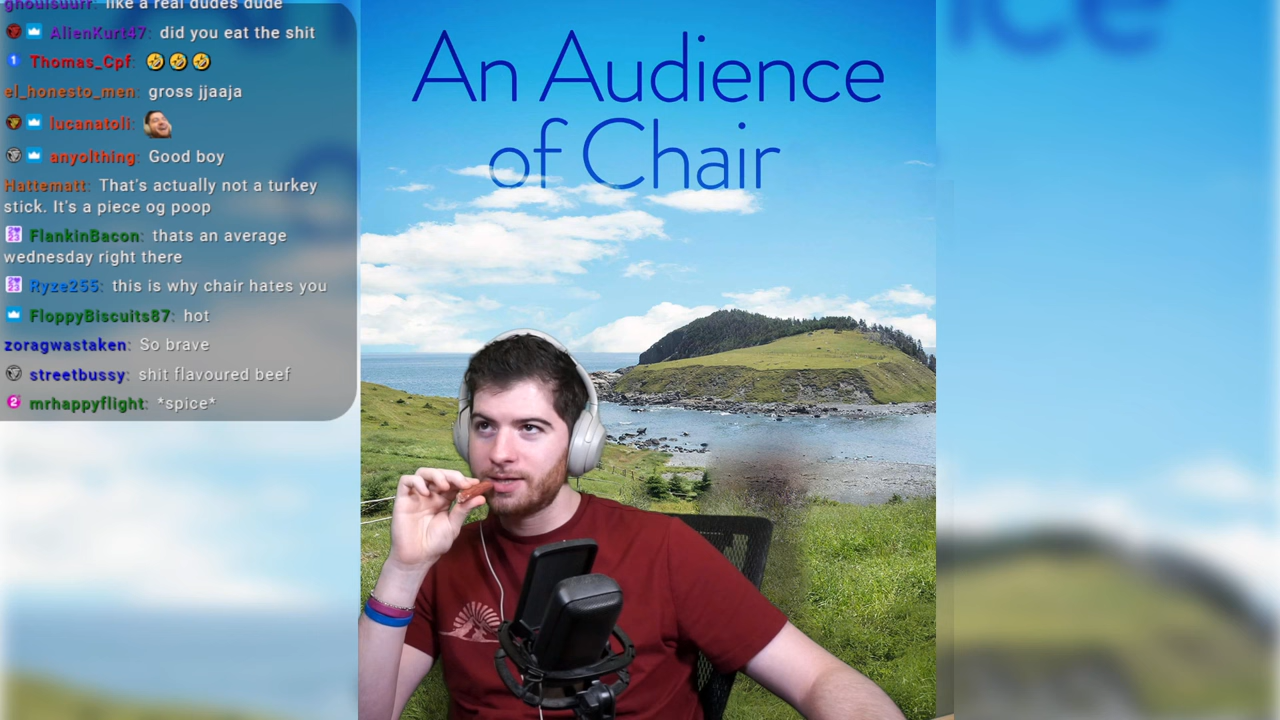 ghoulsuurr: like a real dudes dude
AlienKurt47: did you eat the shit
1 Thomas_Cpf: 🤣🤣🤣
el_honesto_men: gross jjaaja
lucanatoli:
anyolthing: Good boy
Hattematt: That's actually not a turkey
stick. It's a piece og poop
FlankinBacon: thats an average
wednesday right there
Ryze255: this is why chair hates you
FloppyBiscuits87: hot
zoragwastaken: So brave
streetbussy: shit flavoured beef
2 mrhappyflight: *spice*
An Audience
of Chair